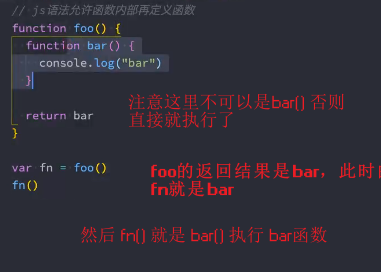 // js语法允许函数内部再定义函数
function foo() {
function bar() {
console.log("bar")
}
注意这里不可以是bar() 否则
直接就执行了
return bar
}
var fn = foo()
fn()
foo的返回结果是bar，此时
fn就是bar
然后 fn() 就是 bar() 执行 bar函数